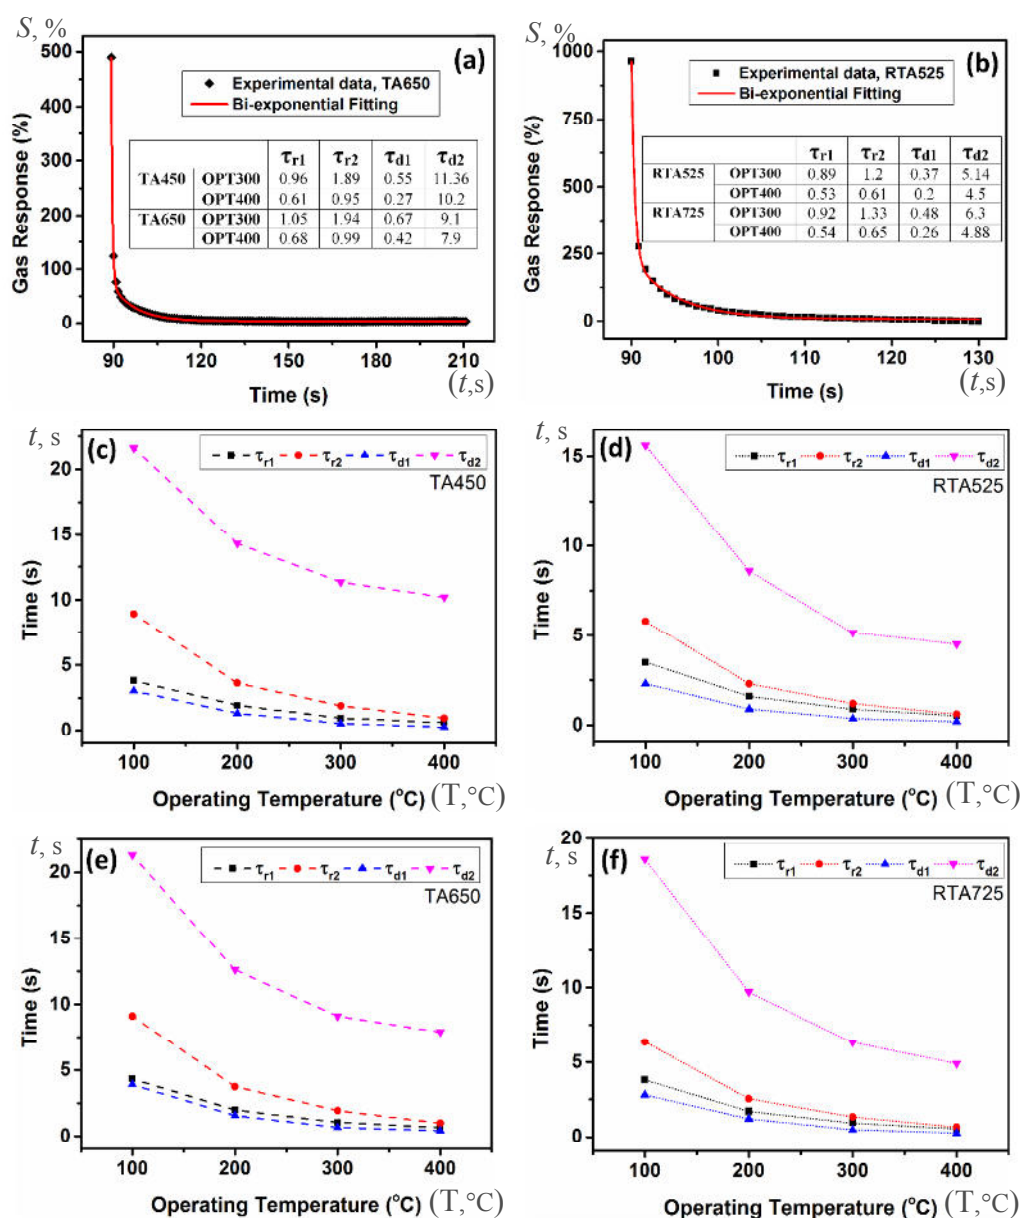 S, %
(a)
500
400
300
200
100
0
Gas Response (%)
Experimental data, TA650
Bi-exponential Fitting
τr1 τr2 τd1 τd2
TA450 OPT300 0.96 1.89 0.55 11.36
OPT400 0.61 0.95 0.27 10.2
TA650 OPT300 1.05 1.94 0.67 9.1
OPT400 0.68 0.99 0.42 7.9
90 120 150 180 210
Time (s)
(t,s)
S, %
(b)
1000
750
500
250
0
Gas Response (%)
Experimental data, RTA525
Bi-exponential Fitting
τr1 τr2 τd1 τd2
RTA525 OPT300 0.89 1.2 0.37 5.14
OPT400 0.53 0.61 0.2 4.5
RTA725 OPT300 0.92 1.33 0.48 6.3
OPT400 0.54 0.65 0.26 4.88
90 100 110 120 130
Time (s)
(t,s)
t, s
(c)
τr1 τr2 τd1 τd2
TA450
20
15
10
5
0
Time (s)
100 200 300 400
Operating Temperature (°C) (T,°C)
t, s
(d)
τr1 τr2 τd1 τd2
RTA525
15
10
5
0
Time (s)
100 200 300 400
Operating Temperature (°C) (T,°C)
t, s
(e)
τr1 τr2 τd1 τd2
TA650
20
15
10
5
0
Time (s)
100 200 300 400
Operating Temperature (°C) (T,°C)
t, s
(f)
τr1 τr2 τd1 τd2
RTA725
20
15
10
5
0
Time (s)
100 200 300 400
Operating Temperature (°C) (T,°C)